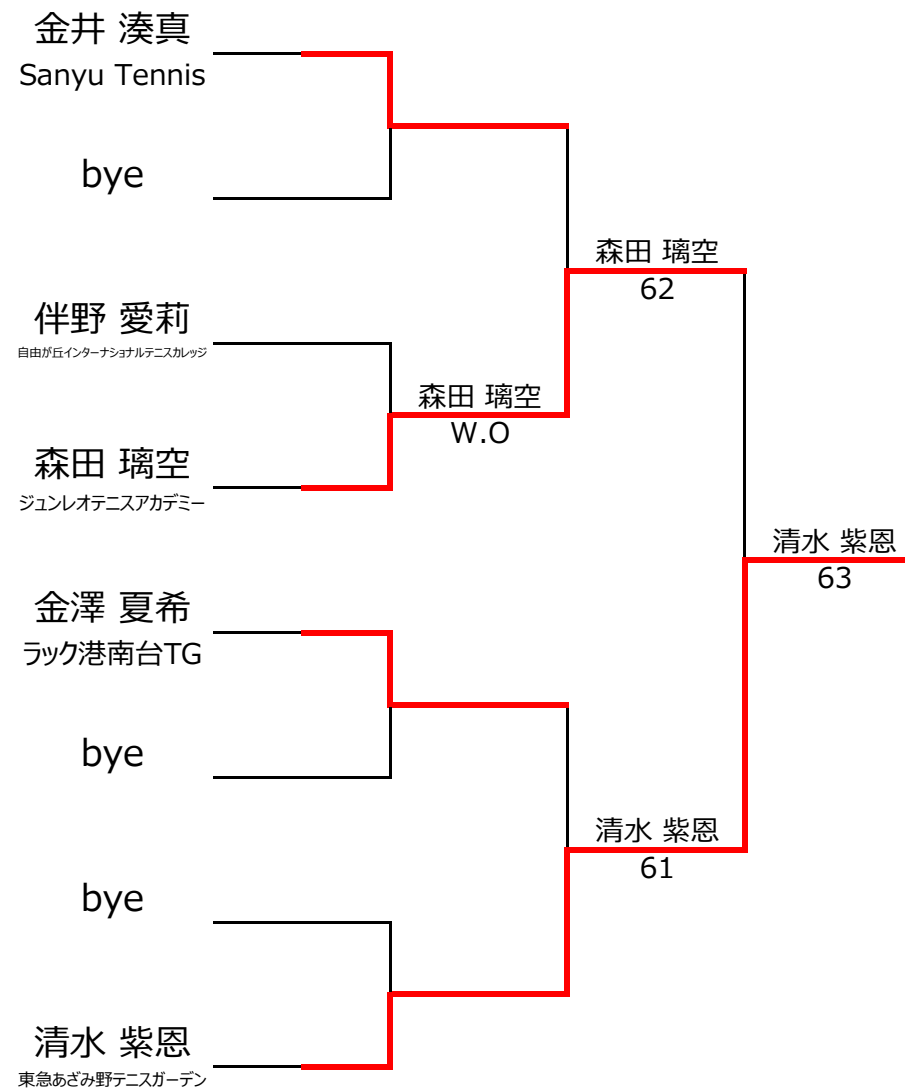 金井 湊真
Sanyu Tennis
bye
伴野 愛莉
自由が丘インターナショナルテニスカレッジ
森田 璃空
ジュンレオテニスアカデミー
金澤 夏希
ラック港南台TG
bye
bye
清水 紫恩
東急あざみ野テニスガーデン
森田 璃空
W.O
森田 璃空
62
清水 紫恩
61
清水 紫恩
63